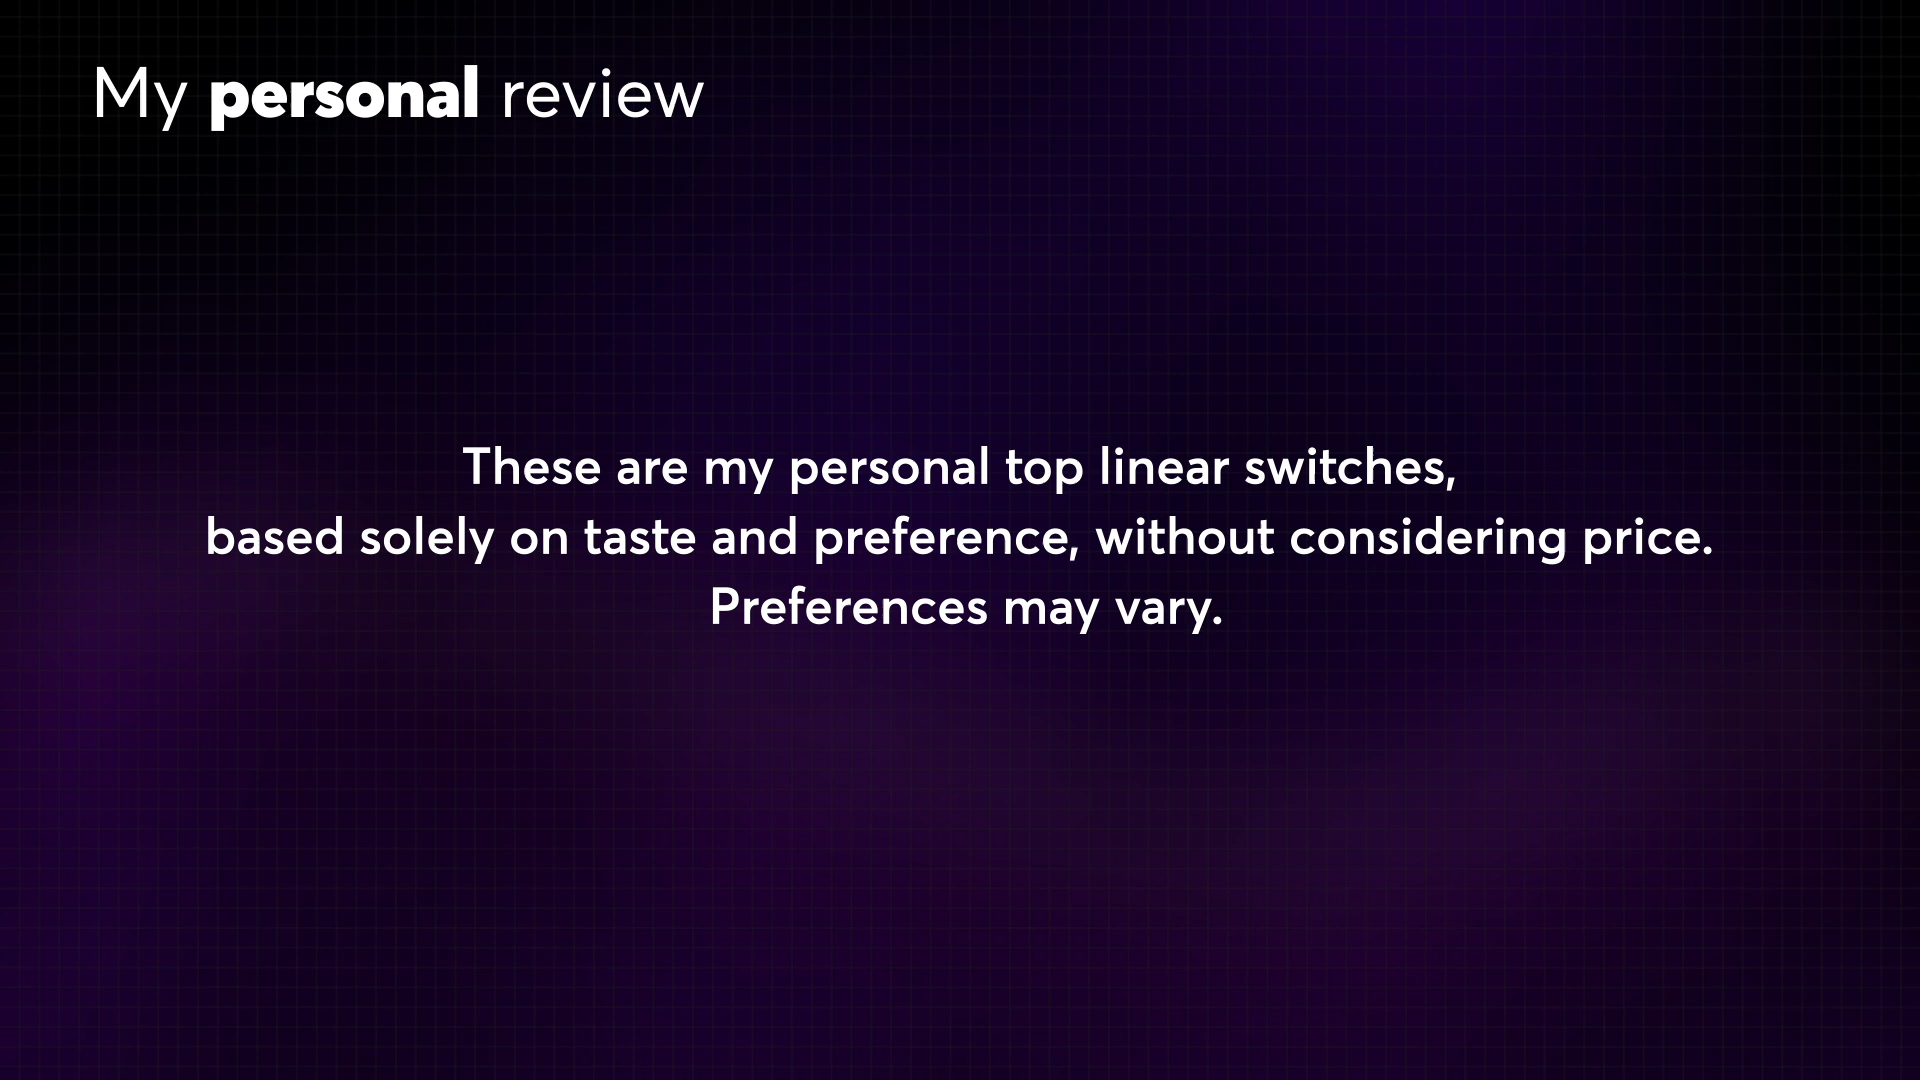 My personal review
These are my personal top linear switches,
based solely on taste and preference, without considering price.
Preferences may vary.